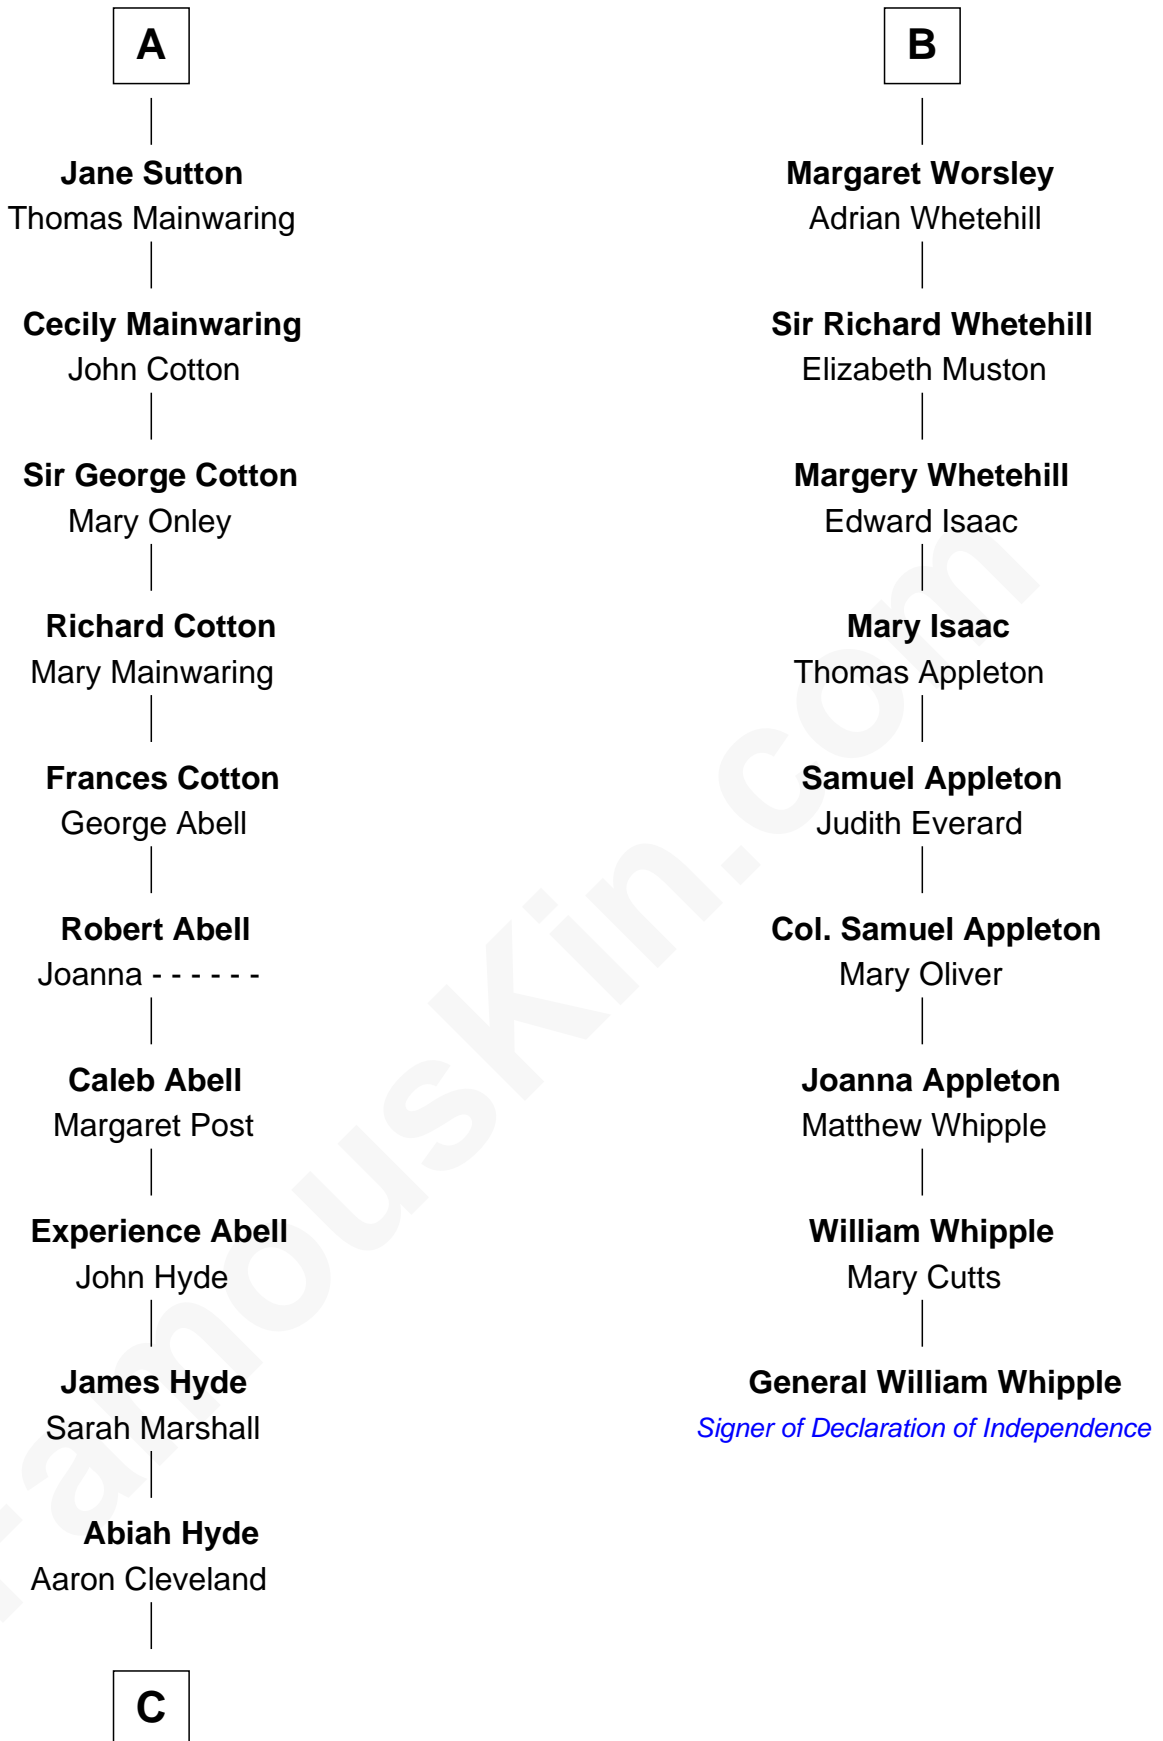 A
Jane Sutton
Thomas Mainwaring
Cecily Mainwaring
John Cotton
Sir George Cotton
Mary Onley
Richard Cotton
Mary Mainwaring
Frances Cotton
George Abell
Robert Abell
Joanna - - - - - -
Caleb Abell
Margaret Post
Experience Abell
John Hyde
James Hyde
Sarah Marshall
Abiah Hyde
Aaron Cleveland
C
B
Margaret Worsley
Adrian Whetehill
Sir Richard Whetehill
Elizabeth Muston
Margery Whetehill
Edward Isaac
Mary Isaac
Thomas Appleton
Samuel Appleton
Judith Everard
Col. Samuel Appleton
Mary Oliver
Joanna Appleton
Matthew Whipple
William Whipple
Mary Cutts
General William Whipple
Signer of Declaration of Independence
FamousKin.com